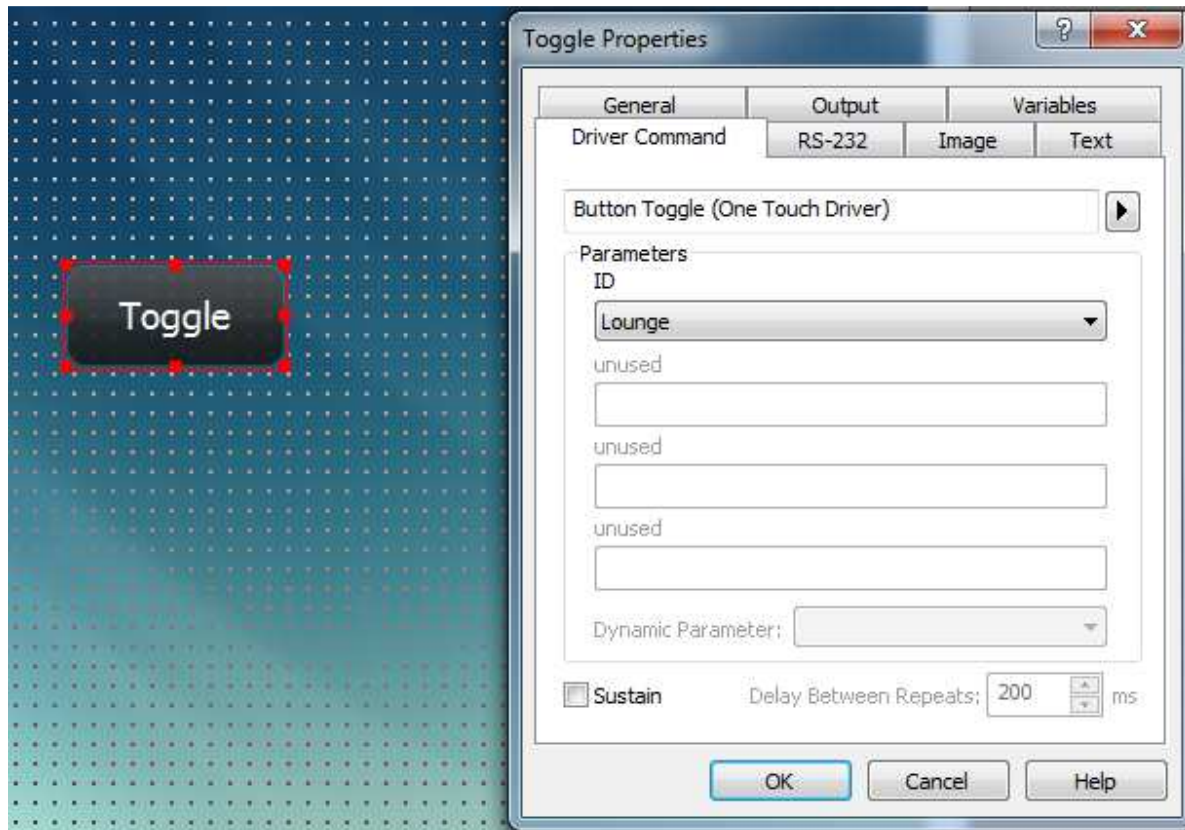 Toggle Properties
?
X
General Output Variables
Driver Command RS-232 Image Text
Button Toggle (One Touch Driver)
Parameters
ID
Toggle
Lounge
unused
unused
unused
Dynamic Parameter:
Sustain Delay Between Repeats: 200 ms
OK Cancel Help